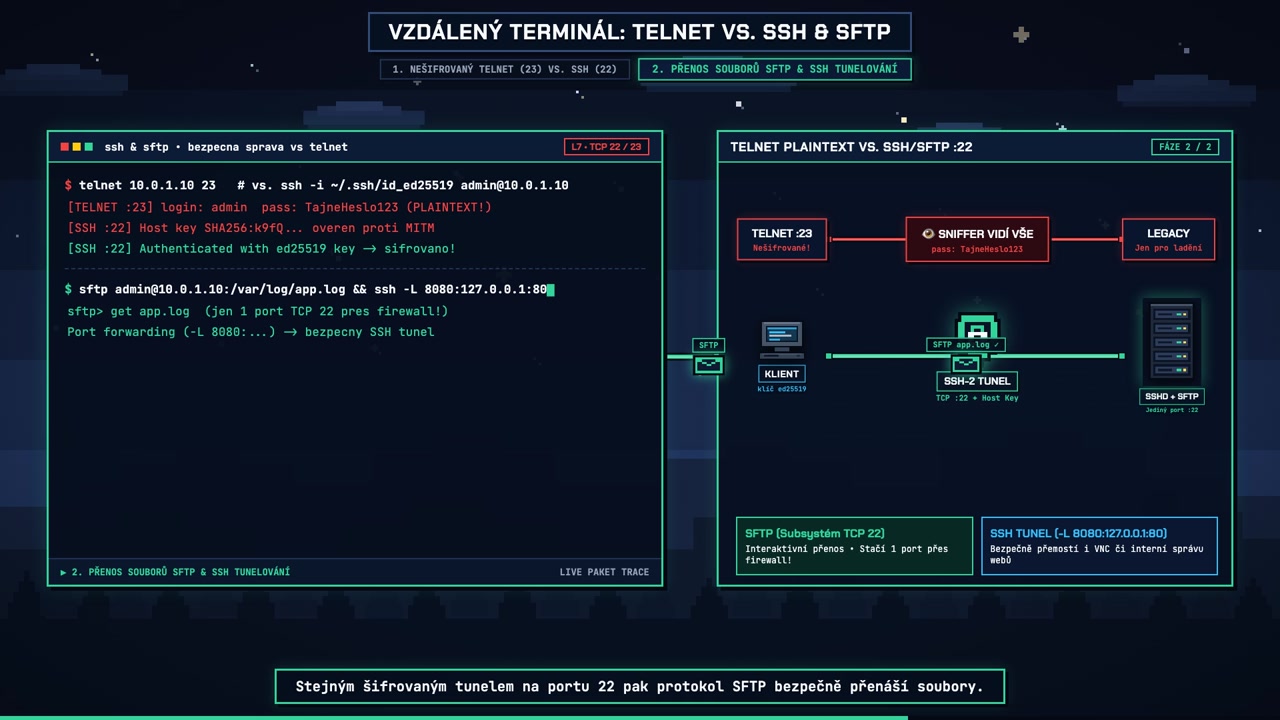 VZDÁLENÝ TERMINÁL: TELNET VS. SSH & SFTP
1. NEŠIFROVANÝ TELNET (23) VS. SSH (22)
2. PŘENOS SOUBORŮ SFTP & SSH TUNELOVÁNÍ
ssh & sftp • bezpecna sprava vs telnet
L7 • TCP 22 / 23
$ telnet 10.0.1.10 23   # vs. ssh -i ~/.ssh/id_ed25519 admin@10.0.1.10
[TELNET :23] login: admin  pass: TajneHeslo123 (PLAINTEXT!)
[SSH :22] Host key SHA256:k9fQ... overen proti MITM
[SSH :22] Authenticated with ed25519 key —> sifrovano!
$ sftp admin@10.0.1.10:/var/log/app.log && ssh -L 8080:127.0.0.1:80
sftp> get app.log  (jen 1 port TCP 22 pres firewall!)
Port forwarding (-L 8080:...) —> bezpecny SSH tunel
▶ 2. PŘENOS SOUBORŮ SFTP & SSH TUNELOVÁNÍ
LIVE PAKET TRACE
SFTP
TELNET PLAINTEXT VS. SSH/SFTP :22
FÁZE 2 / 2
TELNET :23
Nešifrované!
SNIFFER VIDÍ VŠE
pass: TajneHeslo123
LEGACY
Jen pro ladění
KLIENT
klíč ed25519
SFTP app.log ✓
SSH-2 TUNEL
TCP :22 + Host Key
SSHD + SFTP
Jediný port :22
SFTP (Subsystém TCP 22)
Interaktivní přenos • Stačí 1 port přes
firewall!
SSH TUNEL (-L 8080:127.0.0.1:80)
Bezpečně přemostí i VNC či interní správu
webů
Stejným šifrovaným tunelem na portu 22 pak protokol SFTP bezpečně přenáší soubory.